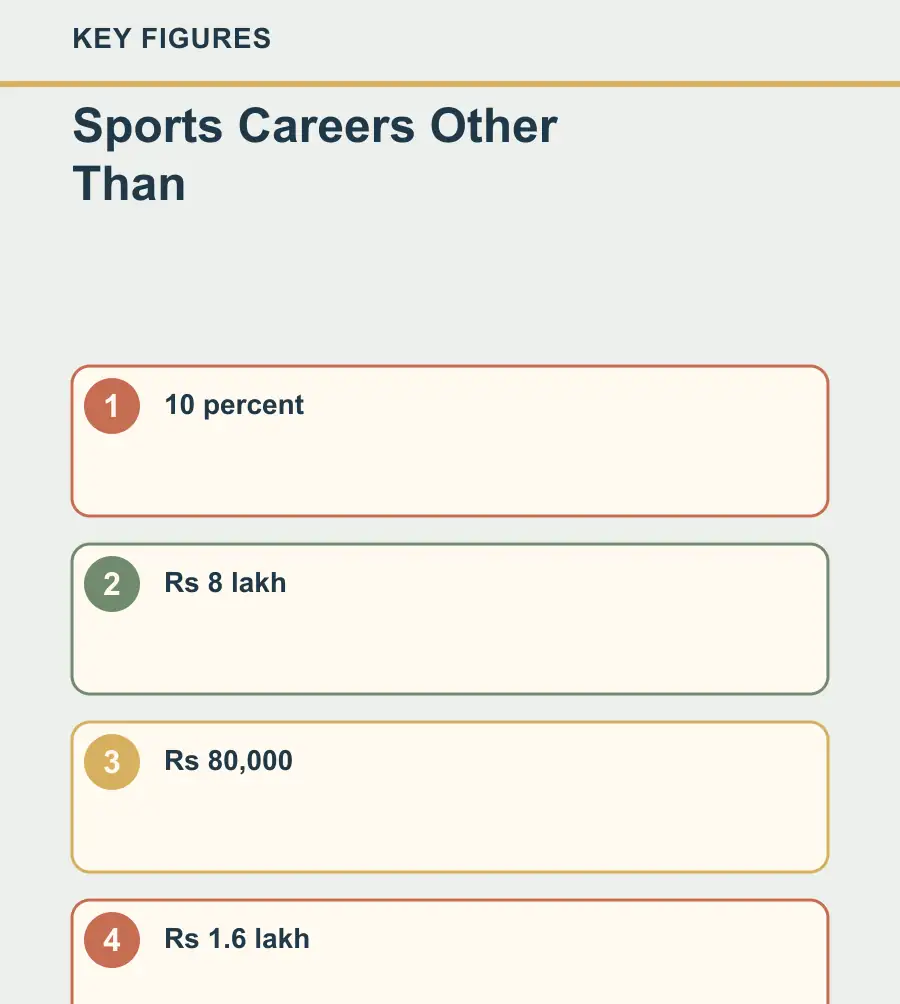 KEY FIGURES
Sports Careers Other
Than
1 10 percent
2 Rs 8 lakh
3 Rs 80,000
4 Rs 1.6 lakh